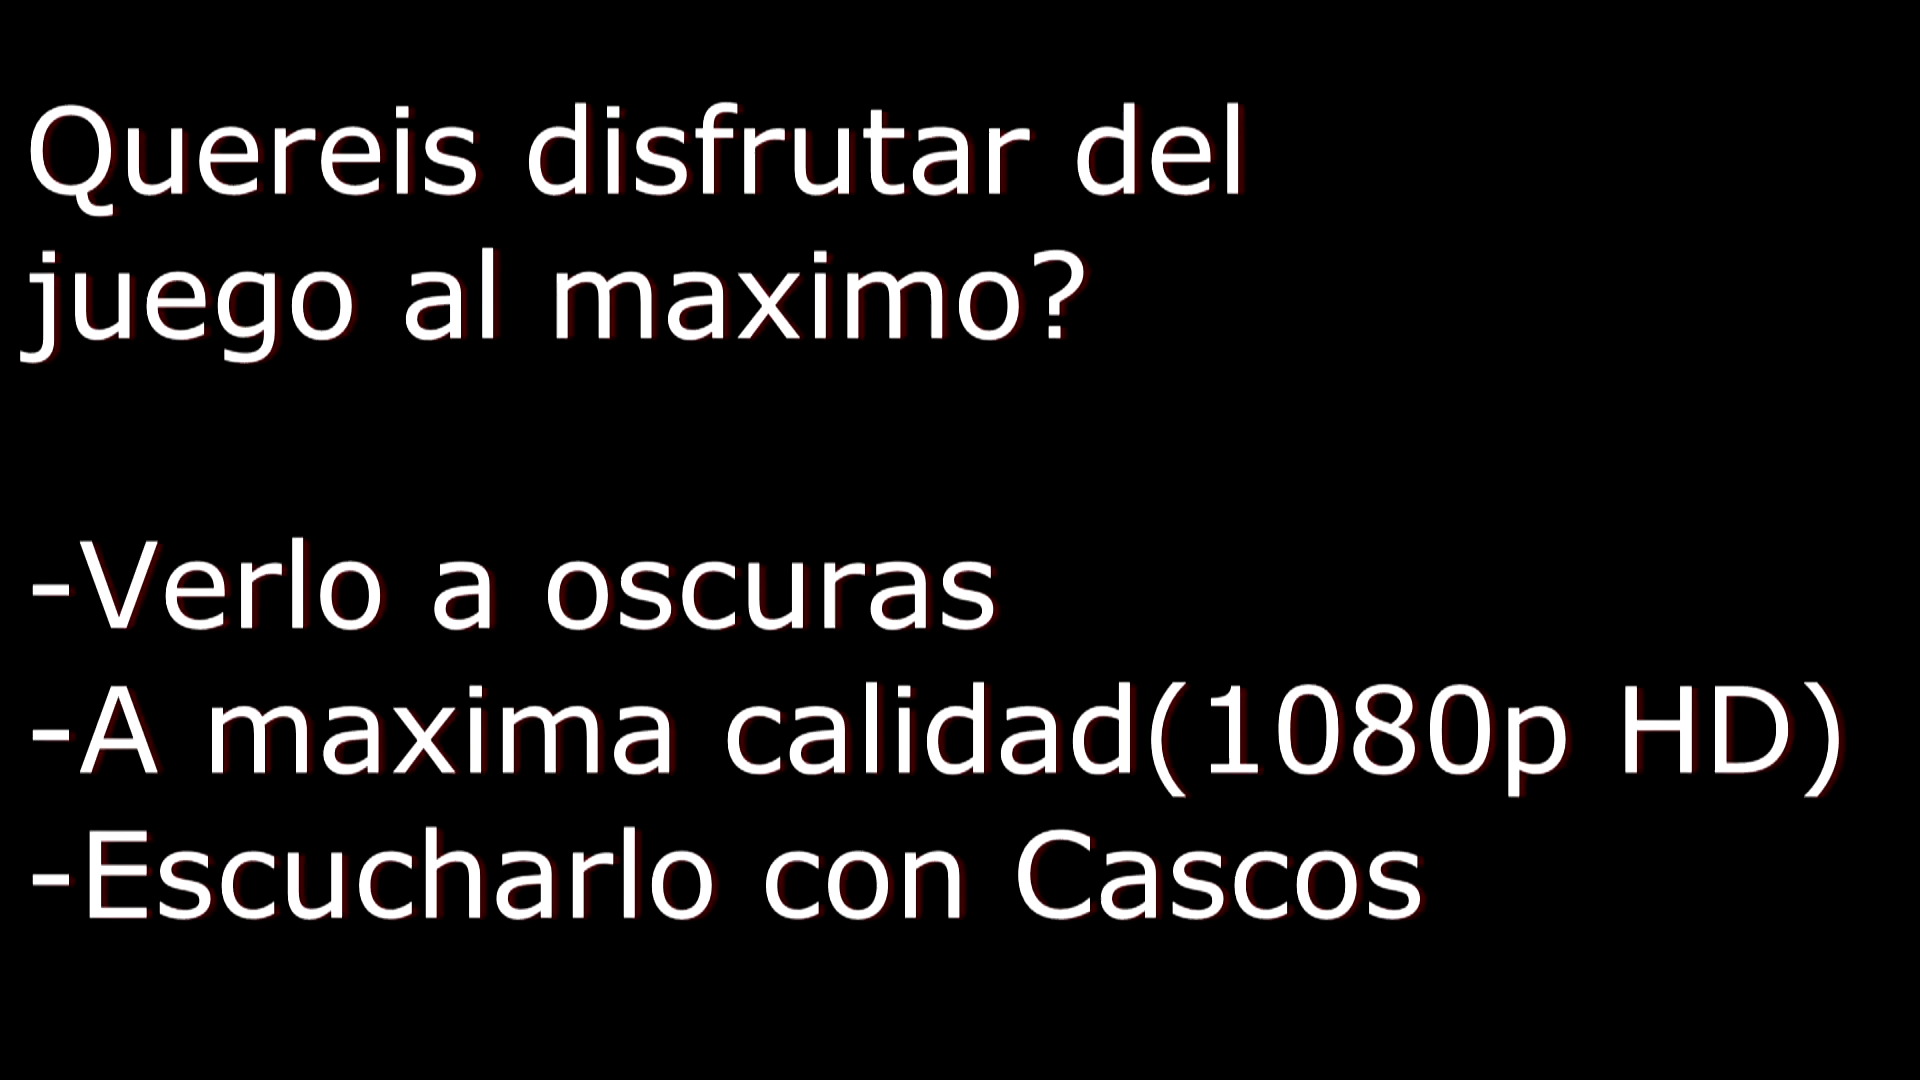 Quereis disfrutar del
juego al maximo?
-Verlo a oscuras
-A maxima calidad(1080p HD)
-Escucharlo con Cascos